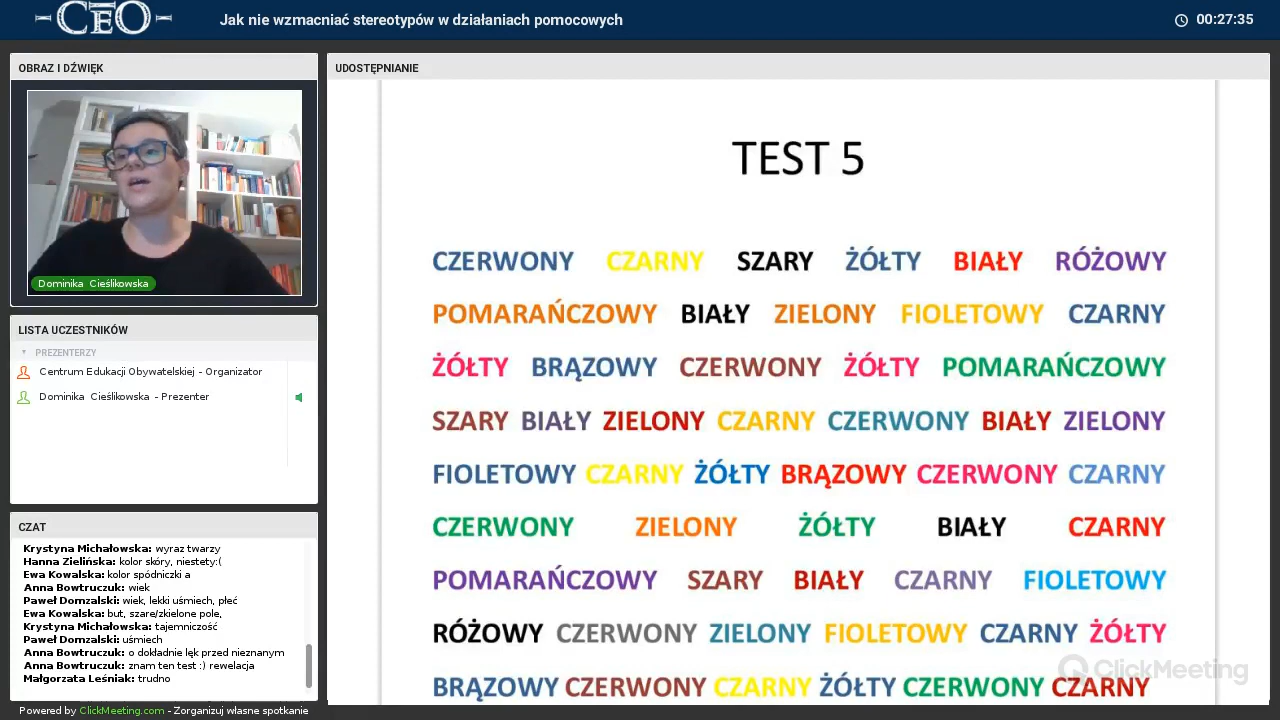 CEO
Jak nie wzmacniać stereotypów w działaniach pomocowych
00:27:35
OBRAZ I DŹWIĘK
Dominika Cieślikowska
LISTA UCZESTNIKÓW
PREZENTERZY
Centrum Edukacji Obywatelskiej - Organizator
Dominika Cieślikowska - Prezenter
CZAT
Krystyna Michałowska: wyraz twarzy
Hanna Zielińska: kolor skóry, niestety:(
Ewa Kowalska: kolor spódniczki a
Anna Bowtruczuk: wiek
Paweł Domzalski: wiek, lekki uśmiech, płeć
Ewa Kowalska: but, szare/zkielone pole,
Krystyna Michałowska: tajemniczość
Paweł Domzalski: uśmiech
Anna Bowtruczuk: o dokładnie lęk przed nieznanym
Anna Bowtruczuk: znam ten test :) rewelacja
Małgorzata Leśniak: trudno
Powered by ClickMeeting.com - Zorganizuj własne spotkanie
UDOSTĘPNIANIE
TEST 5
CZERWONY CZARNY SZARY ŻÓŁTY BIAŁY RÓŻOWY
POMARAŃCZOWY BIAŁY ZIELONY FIOLETOWY CZARNY
ŻÓŁTY BRĄZOWY CZERWONY ŻÓŁTY POMARAŃCZOWY
SZARY BIAŁY ZIELONY CZARNY CZERWONY BIAŁY ZIELONY
FIOLETOWY CZARNY ŻÓŁTY BRĄZOWY CZERWONY CZARNY
CZERWONY ZIELONY ŻÓŁTY BIAŁY CZARNY
POMARAŃCZOWY SZARY BIAŁY CZARNY FIOLETOWY
RÓŻOWY CZERWONY ZIELONY FIOLETOWY CZARNY ŻÓŁTY
BRĄZOWY CZERWONY CZARNY ŻÓŁTY CZERWONY CZARNY
ClickMeeting